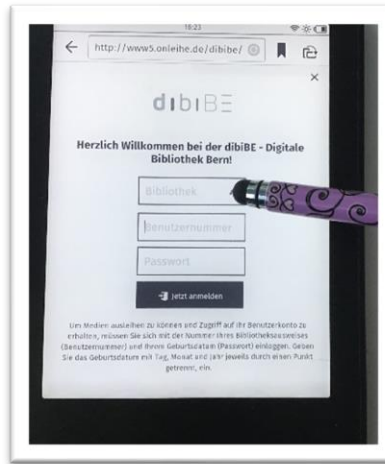 18:23
http://www5.onleihe.de/dibibe/
dibiBE
Herzlich Willkommen bei der dibiBE - Digitale
Bibliothek Bern!
Bibliothek
Benutzernummer
Passwort
Jetzt anmelden
Um Medien ausleihen zu können und Zugriff auf Ihr Benutzerkonto zu
erhalten, müssen Sie sich mit der Nummer Ihres Bibliotheksausweises
(Benutzernummer) und Ihrem Geburtsdatum (Passwort) einloggen. Geben
Sie das Geburtsdatum mit Tag, Monat und Jahr jeweils durch einen Punkt
getrennt, ein.